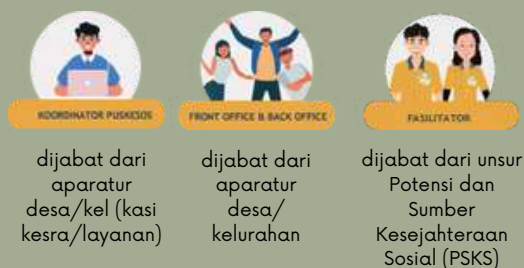 KOORDINATOR PUSKESOS
dijabat dari
aparatur
desa/kel (kasi
kesra/layanan)
FRONT OFFICE & BACK OFFICE
dijabat dari
aparatur
desa/
kelurahan
FASILITATOR
dijabat dari unsur
Potensi dan
Sumber
Kesejahteraan
Sosial (PSKS)